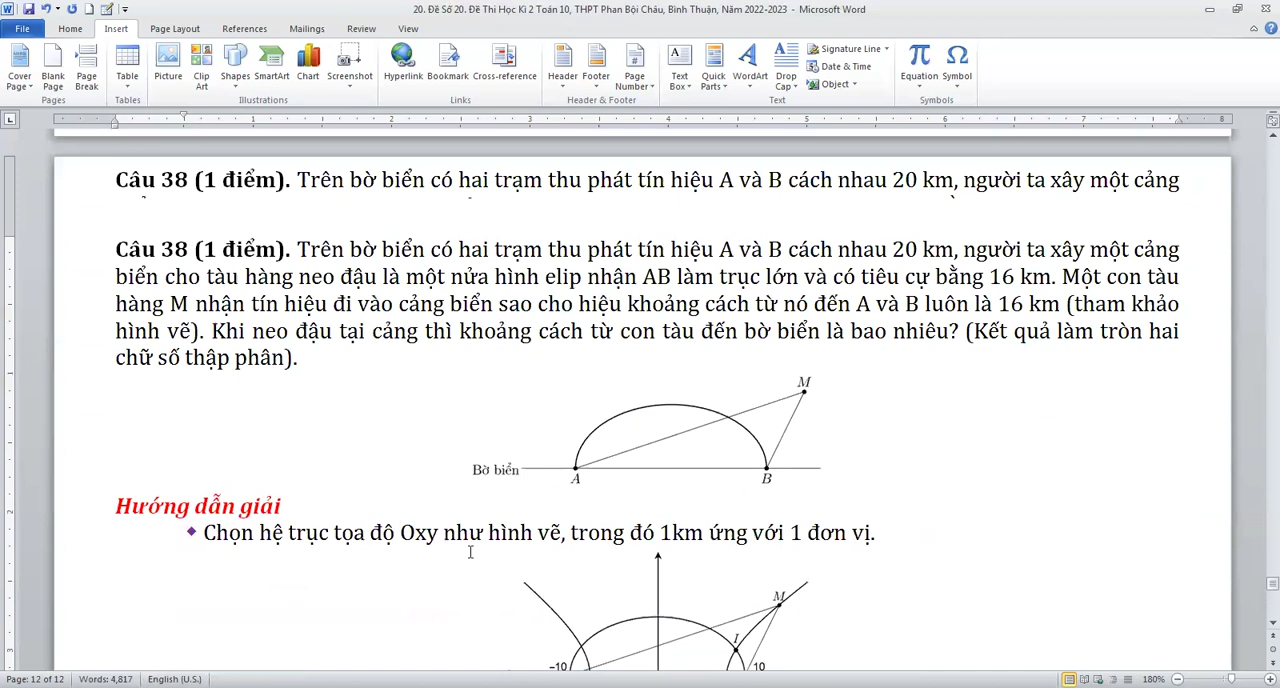 20. Đề Số 20. Đề Thi Học Kì 2 Toán 10, THPT Phan Bội Châu, Bình Thuận, Năm 2022-2023 - Microsoft Word
File Home Insert Page Layout References Mailings Review View
Cover Page Blank Page Page Break Table Picture Clip Art Shapes SmartArt Chart Screenshot Hyperlink Bookmark Cross-reference Header Footer Page Number Text Box Quick Parts WordArt Drop Cap Signature Line Date & Time Object Equation Symbol
Pages Tables Illustrations Links Header & Footer Text Symbols
1 2 3 4 5 6 7 8
Câu 38 (1 điểm). Trên bờ biển có hai trạm thu phát tín hiệu A và B cách nhau 20 km, người ta xây một cảng
Câu 38 (1 điểm). Trên bờ biển có hai trạm thu phát tín hiệu A và B cách nhau 20 km, người ta xây một cảng
biển cho tàu hàng neo đậu là một nửa hình elip nhận AB làm trục lớn và có tiêu cự bằng 16 km. Một con tàu
hàng M nhận tín hiệu đi vào cảng biển sao cho hiệu khoảng cách từ nó đến A và B luôn là 16 km (tham khảo
hình vẽ). Khi neo đậu tại cảng thì khoảng cách từ con tàu đến bờ biển là bao nhiêu? (Kết quả làm tròn hai
chữ số thập phân).
M
Bờ biển
A B
Hướng dẫn giải
Chọn hệ trục tọa độ Oxy như hình vẽ, trong đó 1km ứng với 1 đơn vị.
M
I
−10 10
Page: 12 of 12 Words: 4,817 English (U.S.) 180%